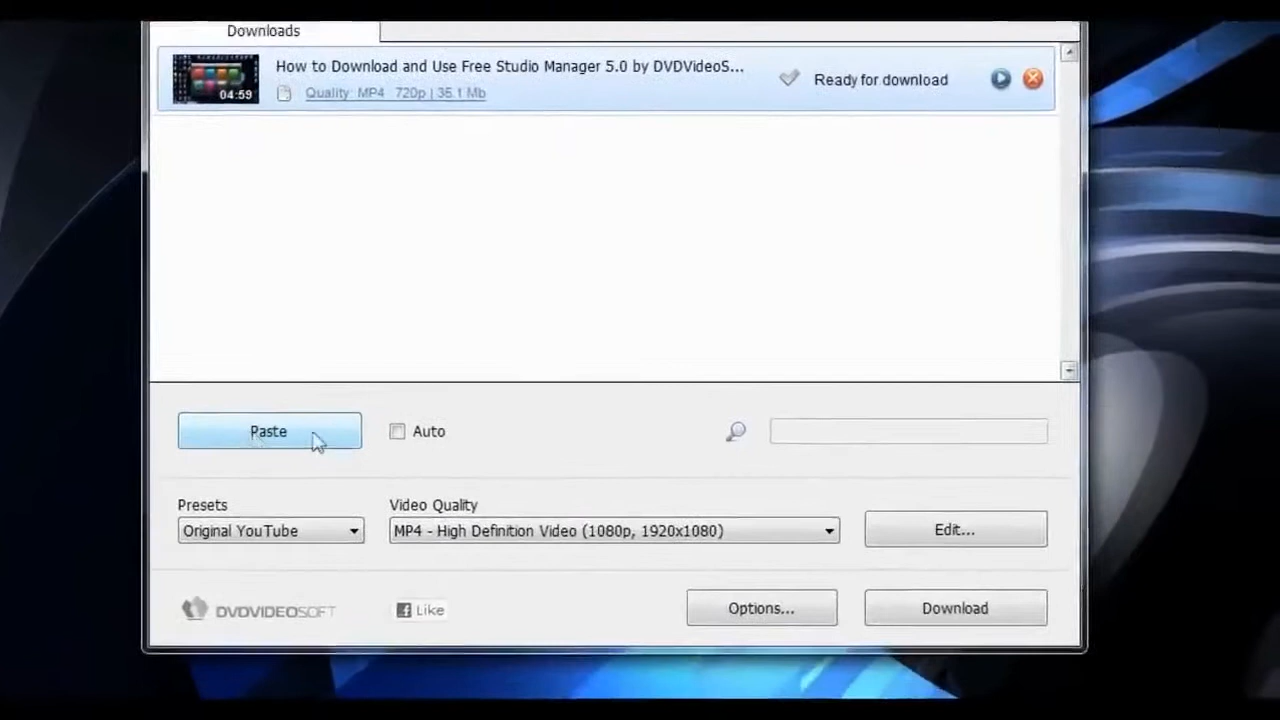 Downloads
How to Download and Use Free Studio Manager 5.0 by DVDVideoS...
04:59
Quality: MP4 720p | 35.1 Mb
Ready for download
Paste
Auto
Presets
Video Quality
Original YouTube
MP4 - High Definition Video (1080p, 1920x1080)
Edit...
DVDVIDEOSOFT
Like
Options...
Download